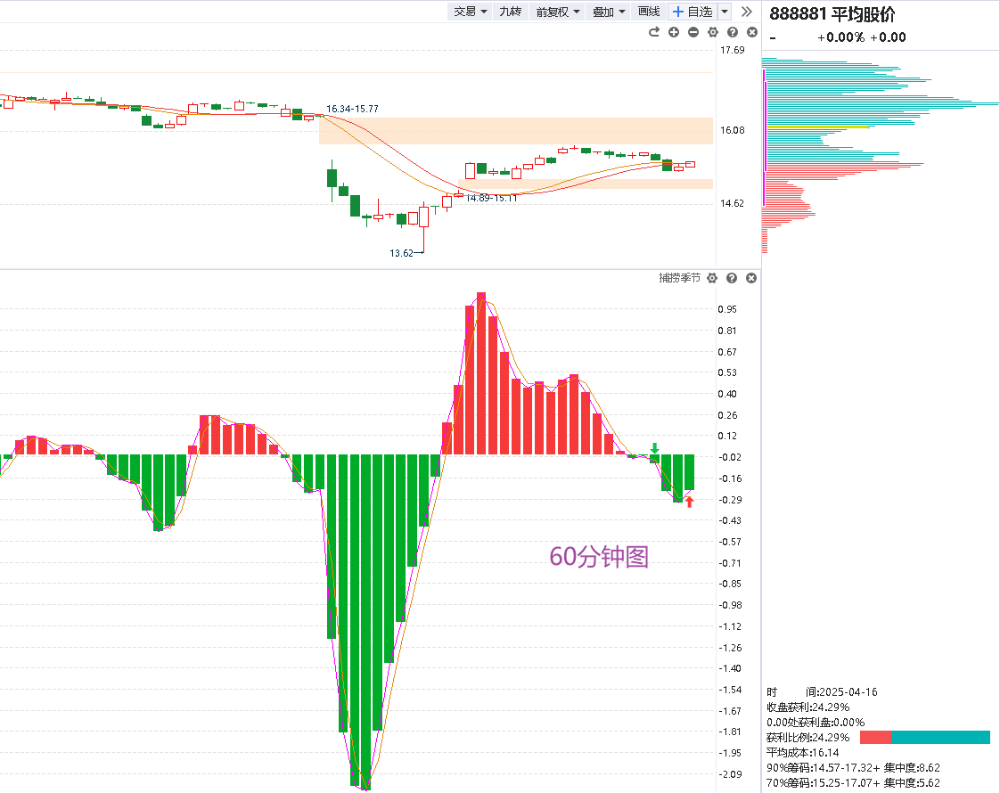 交易 九转 前复权 叠加 画线 自选
888881 平均股价
- +0.00% +0.00
17.69
16.34-15.77
16.08
14.89-15.11
14.62
13.62
捕捞季节
0.95
0.81
0.67
0.53
0.40
0.26
0.12
-0.02
-0.16
-0.29
-0.43
-0.57
60分钟图
-0.71
-0.85
-0.98
-1.12
-1.26
-1.40
-1.54
-1.67
-1.81
-1.95
-2.09
时 间:2025-04-16
收盘获利:24.29%
0.00处获利盘:0.00%
获利比例:24.29%
平均成本:16.14
90%筹码:14.57-17.32+ 集中度:8.62
70%筹码:15.25-17.07+ 集中度:5.62